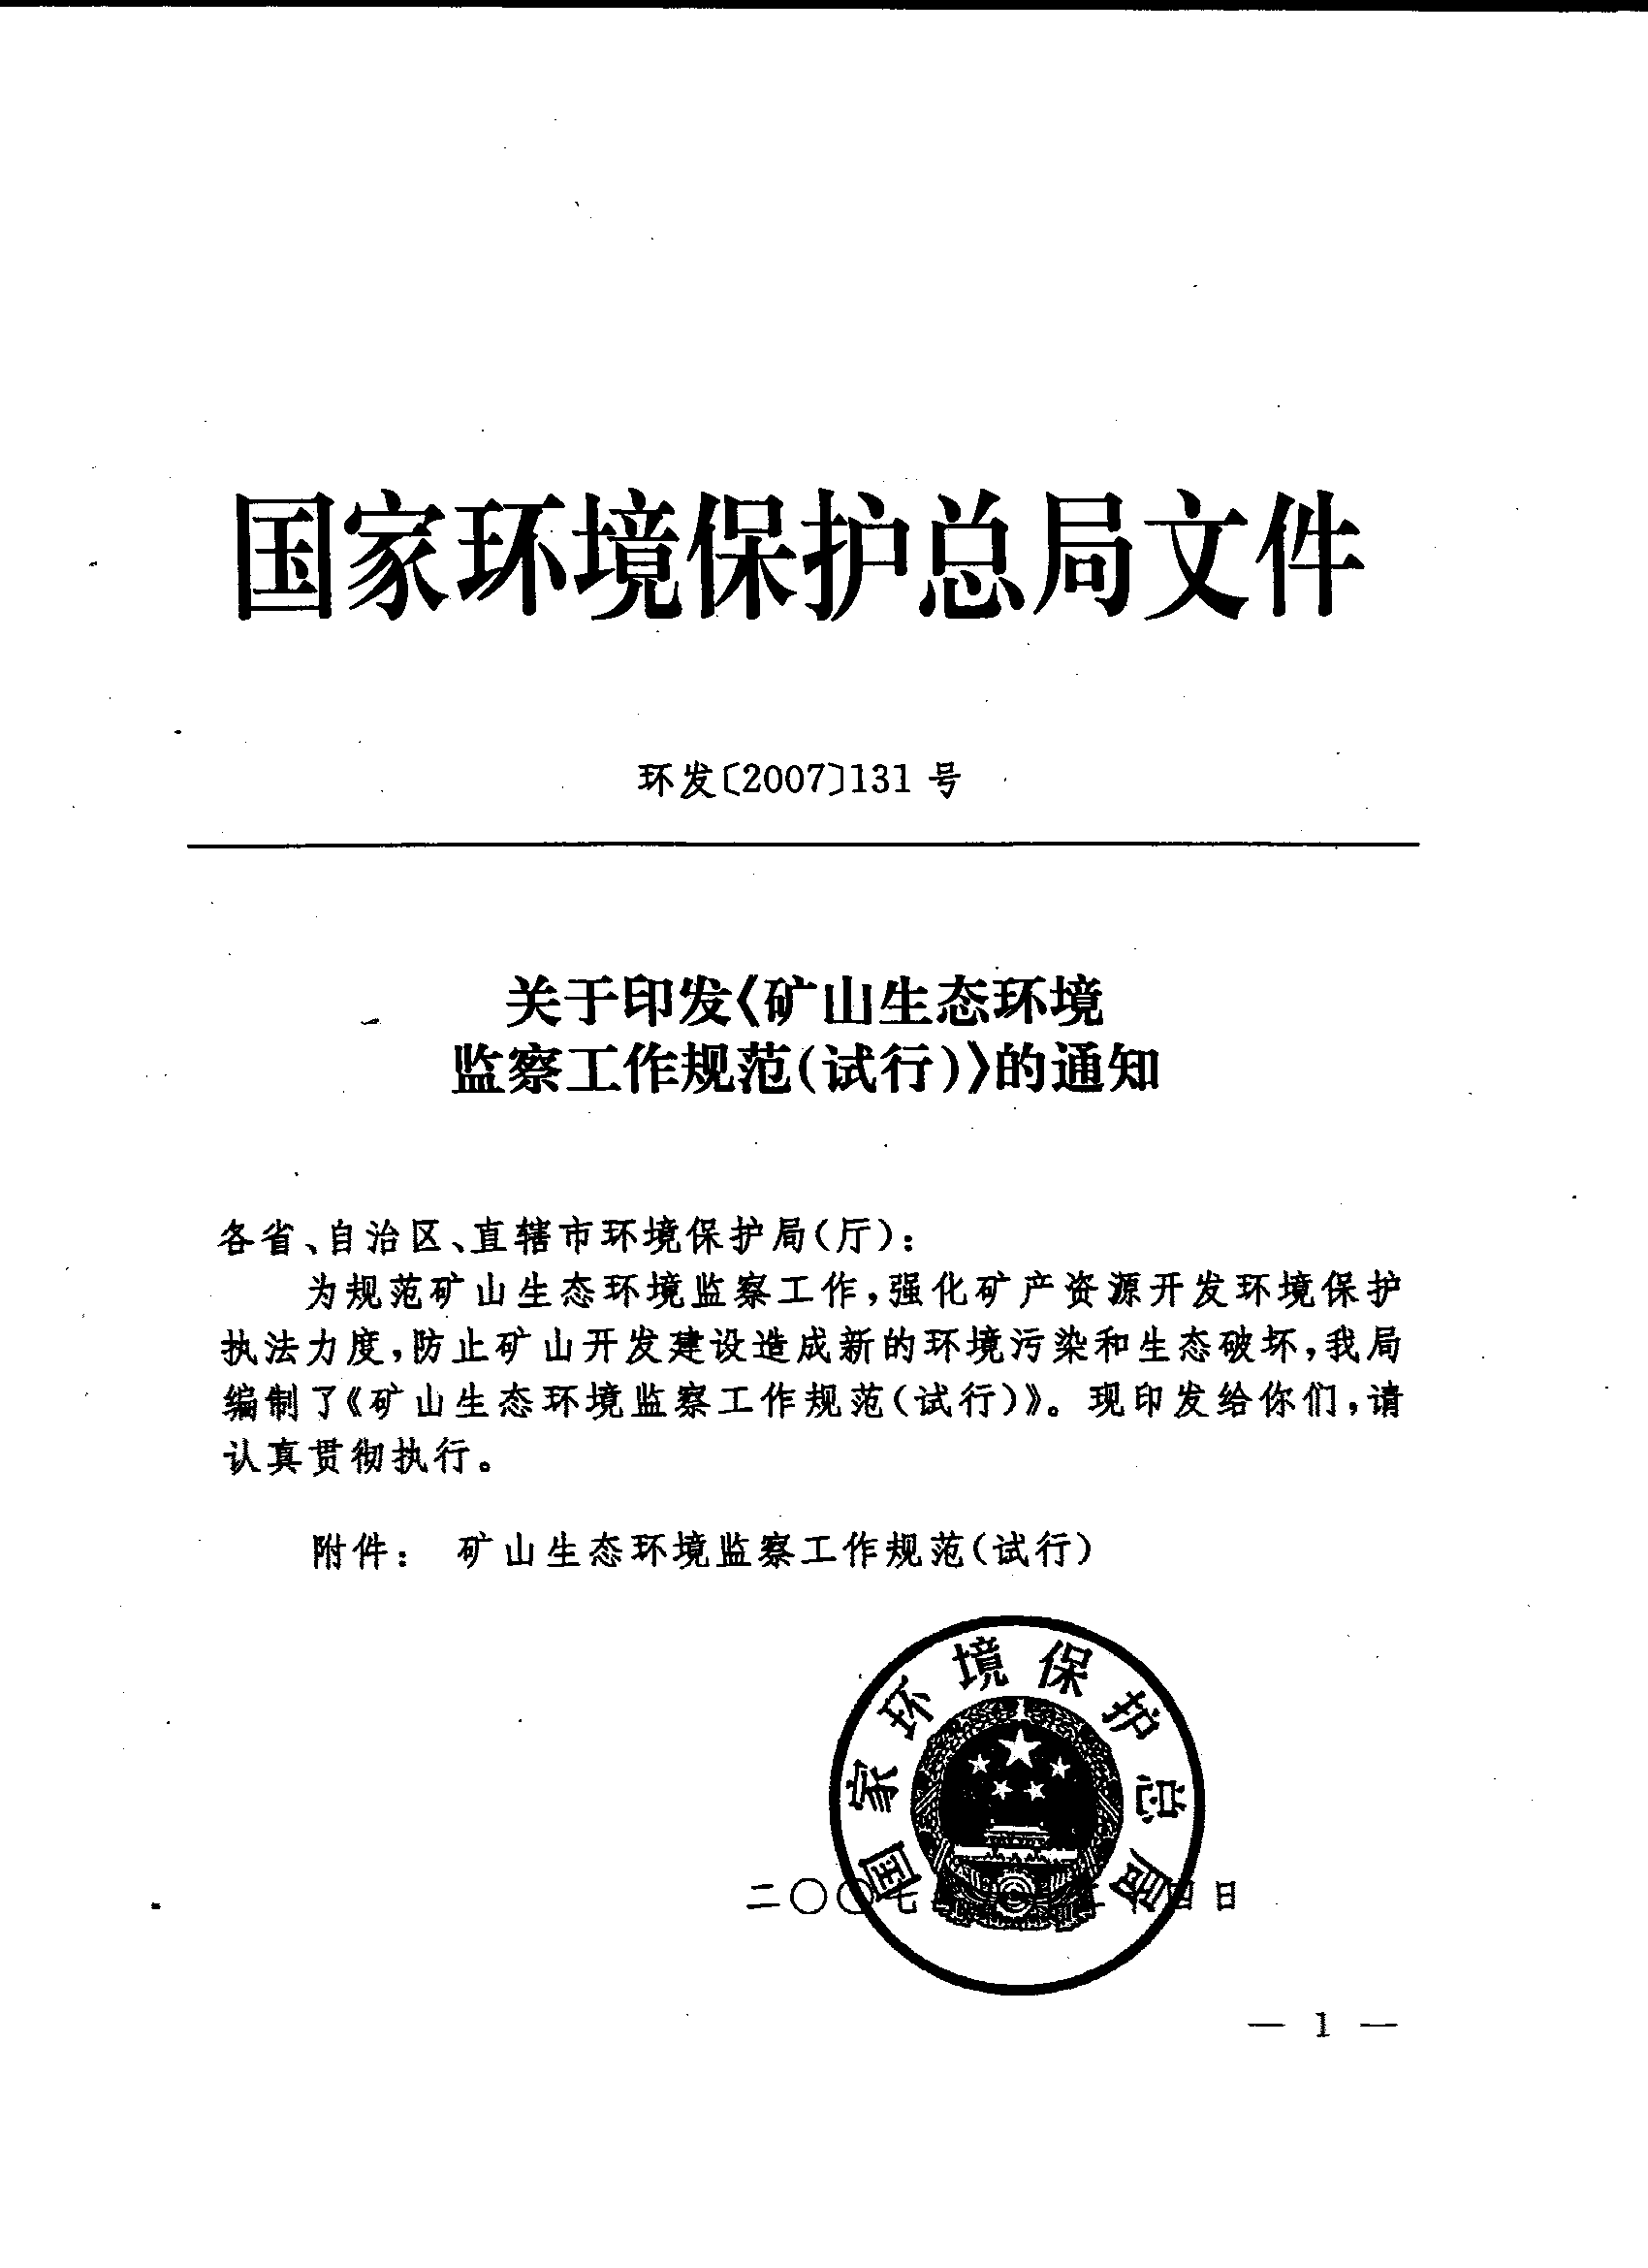 国家环境保护总局文件
环发〔2007〕131 号
关于印发《矿山生态环境
监察工作规范(试行)》的通知
各省、自治区、直辖市环境保护局(厅):
为规范矿山生态环境监察工作,强化矿产资源开发环境保护
执法力度,防止矿山开发建设造成新的环境污染和生态破坏,我局
编制了《矿山生态环境监察工作规范(试行)》。现印发给你们,请
认真贯彻执行。
附件: 矿山生态环境监察工作规范(试行)
国家环境保护总局
二〇〇七 四日
— 1 —